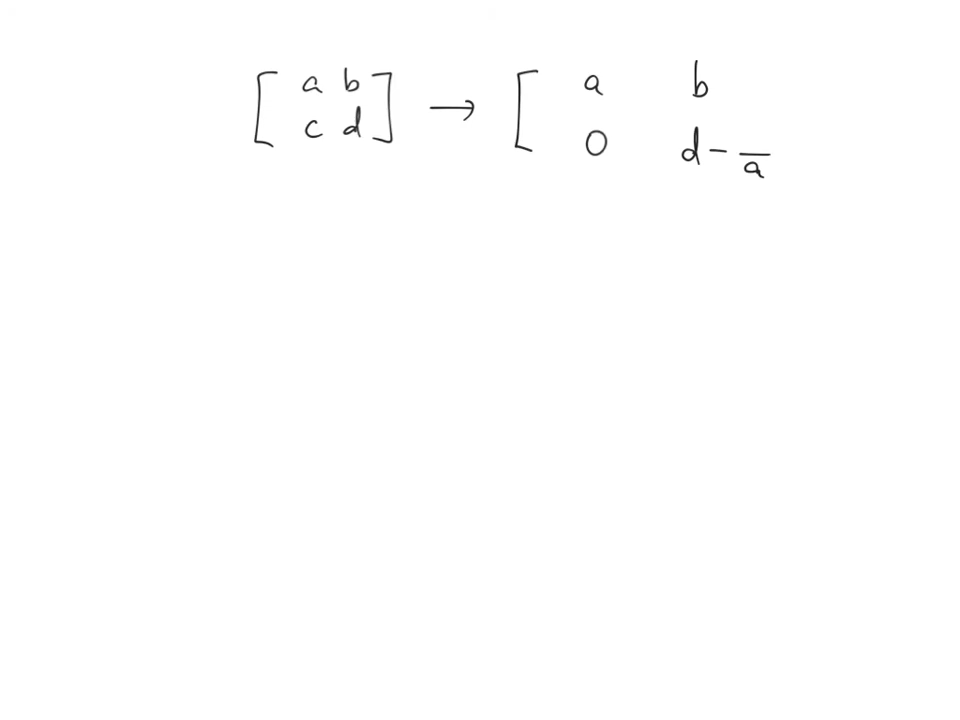 [ a b ] → [ a b
[ c d ] [ 0 d - —/a